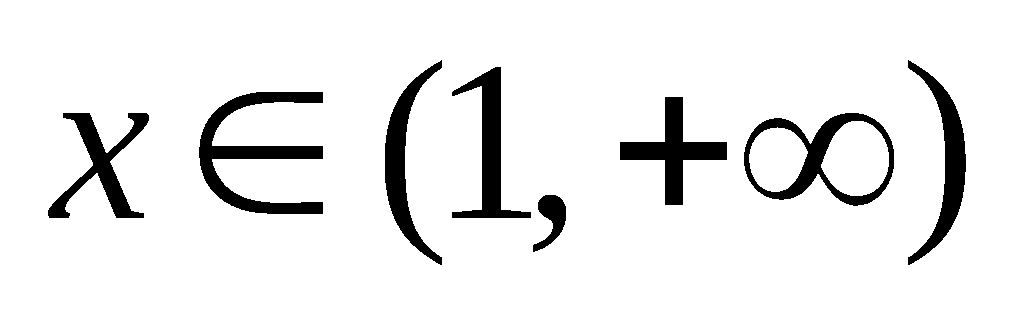 x ∈ (1, +∞)